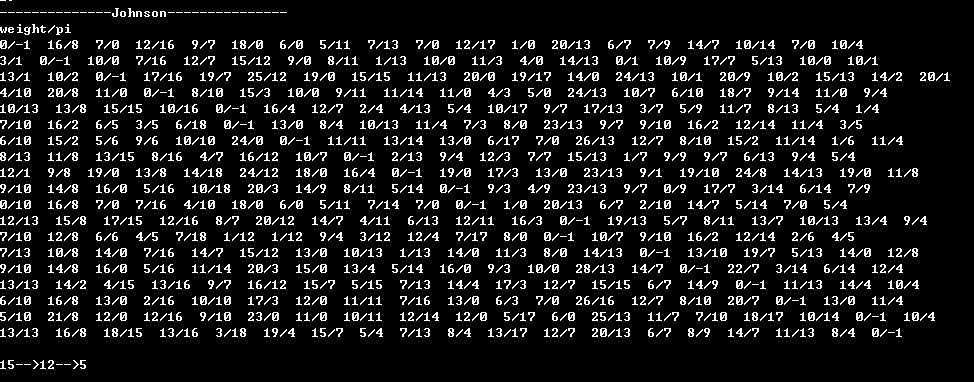 ---------------Johnson----------------
weight/pi
0/-1 16/8 7/0 12/16 9/7 18/0 6/0 5/11 7/13 7/0 12/17 1/0 20/13 6/7 7/9 14/7 10/14 7/0 10/4
3/1 0/-1 10/0 7/16 12/7 15/12 9/0 8/11 1/13 10/0 11/3 4/0 14/13 0/1 10/9 17/7 5/13 10/0 10/1
13/1 10/2 0/-1 17/16 19/7 25/12 19/0 15/15 11/13 20/0 19/17 14/0 24/13 10/1 20/9 10/2 15/13 14/2 20/1
4/10 20/8 11/0 0/-1 8/10 15/3 10/0 9/11 11/14 11/0 4/3 5/0 24/13 10/7 6/10 18/7 9/14 11/0 9/4
10/13 13/8 15/15 10/16 0/-1 16/4 12/7 2/4 4/13 5/4 10/17 9/7 17/13 3/7 5/9 11/7 8/13 5/4 1/4
7/10 16/2 6/5 3/5 6/18 0/-1 13/0 8/4 10/13 11/4 7/3 8/0 23/13 9/7 9/10 16/2 12/14 11/4 3/5
6/10 15/2 5/6 9/6 10/10 24/0 0/-1 11/11 13/14 13/0 6/17 7/0 26/13 12/7 8/10 15/2 11/14 1/6 11/4
8/13 11/8 13/15 8/16 4/7 16/12 10/7 0/-1 2/13 9/4 12/3 7/7 15/13 1/7 9/9 9/7 6/13 9/4 5/4
12/1 9/8 19/0 13/8 14/18 24/12 18/0 16/4 0/-1 19/0 17/3 13/0 23/13 9/1 19/10 24/8 14/13 19/0 11/8
9/10 14/8 16/0 5/16 10/18 20/3 14/9 8/11 5/14 0/-1 9/3 4/9 23/13 9/7 0/9 17/7 3/14 6/14 7/9
0/10 16/8 7/0 7/16 4/10 18/0 6/0 5/11 7/14 7/0 0/-1 1/0 20/13 6/7 2/10 14/7 5/14 7/0 5/4
12/13 15/8 17/15 12/16 8/7 20/12 14/7 4/11 6/13 12/11 16/3 0/-1 19/13 5/7 8/11 13/7 10/13 13/4 9/4
7/10 12/8 6/6 4/5 7/18 1/12 1/12 9/4 3/12 12/4 7/17 8/0 0/-1 10/7 9/10 16/2 12/14 2/6 4/5
7/13 10/8 14/0 7/16 14/7 15/12 13/0 10/13 1/13 14/0 11/3 8/0 14/13 0/-1 13/10 19/7 5/13 14/0 12/8
9/10 14/8 16/0 5/16 11/14 20/3 15/0 13/4 5/14 16/0 9/3 10/0 28/13 14/7 0/-1 22/7 3/14 6/14 12/4
13/13 14/2 4/15 13/16 9/7 16/12 15/7 5/15 7/13 14/4 17/3 12/7 15/15 6/7 14/9 0/-1 11/13 14/4 10/4
6/10 16/8 13/0 2/16 10/10 17/3 12/0 11/11 7/16 13/0 6/3 7/0 26/16 12/7 8/10 20/7 0/-1 13/0 11/4
5/10 21/8 12/0 12/16 9/10 23/0 11/0 10/11 12/14 12/0 5/17 6/0 25/13 11/7 7/10 18/17 10/14 0/-1 10/4
13/13 16/8 18/15 13/16 3/18 19/4 15/7 5/4 7/13 8/4 13/17 12/7 20/13 6/7 8/9 14/7 11/13 8/4 0/-1
15-->12-->5